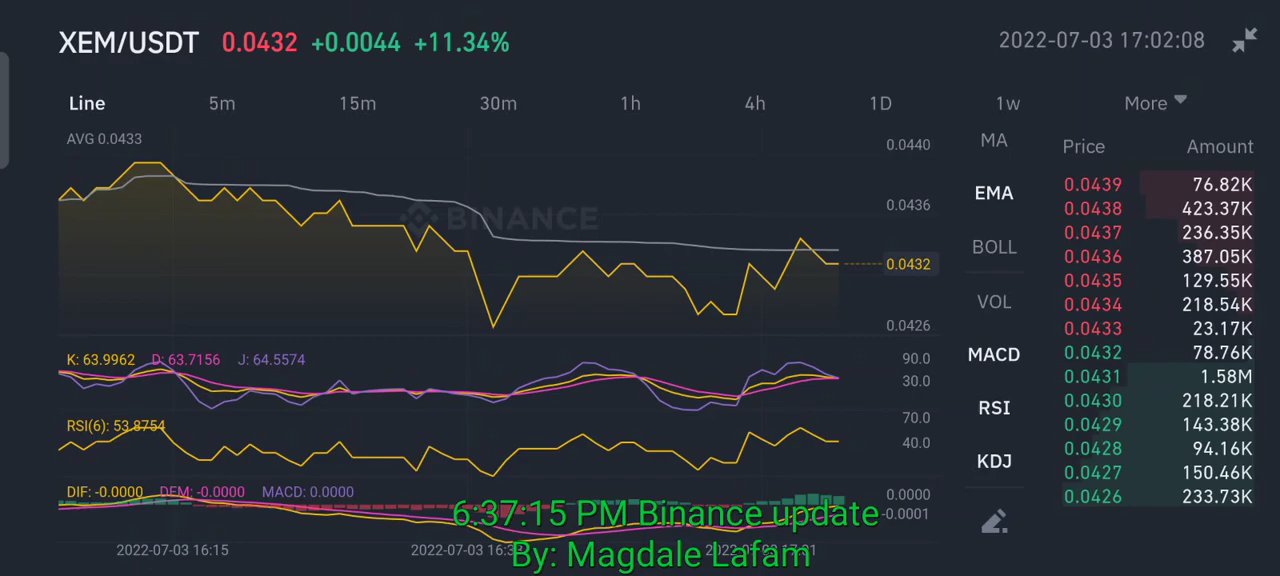 XEM/USDT 0.0432 +0.0044 +11.34% 2022-07-03 17:02:08
Line 5m 15m 30m 1h 4h 1D 1w More
AVG 0.0433
0.0440
0.0436
0.0432
0.0426
BINANCE
K: 63.9962 D: 63.7156 J: 64.5574
90.0
30.0
RSI(6): 53.8754
70.0
40.0
DIF: -0.0000 DEM: -0.0000 MACD: 0.0000
0.0000
-0.0001
2022-07-03 16:15 2022-07-03
MA
EMA
BOLL
VOL
MACD
RSI
KDJ
Price Amount
0.0439 76.82K
0.0438 423.37K
0.0437 236.35K
0.0436 387.05K
0.0435 129.55K
0.0434 218.54K
0.0433 23.17K
0.0432 78.76K
0.0431 1.58M
0.0430 218.21K
0.0429 143.38K
0.0428 94.16K
0.0427 150.46K
0.0426 233.73K
6:37.15 PM Binance update
By: Magdale Lafam